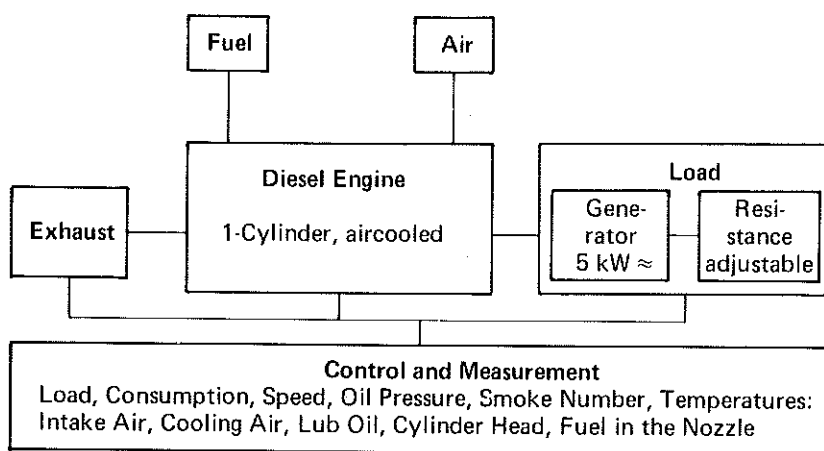 Fuel
Air
Diesel Engine
1-Cylinder, aircooled
Exhaust
Load
Gene-
rator
5 kW ≈
Resi-
stance
adjustable
Control and Measurement
Load, Consumption, Speed, Oil Pressure, Smoke Number, Temperatures:
Intake Air, Cooling Air, Lub Oil, Cylinder Head, Fuel in the Nozzle